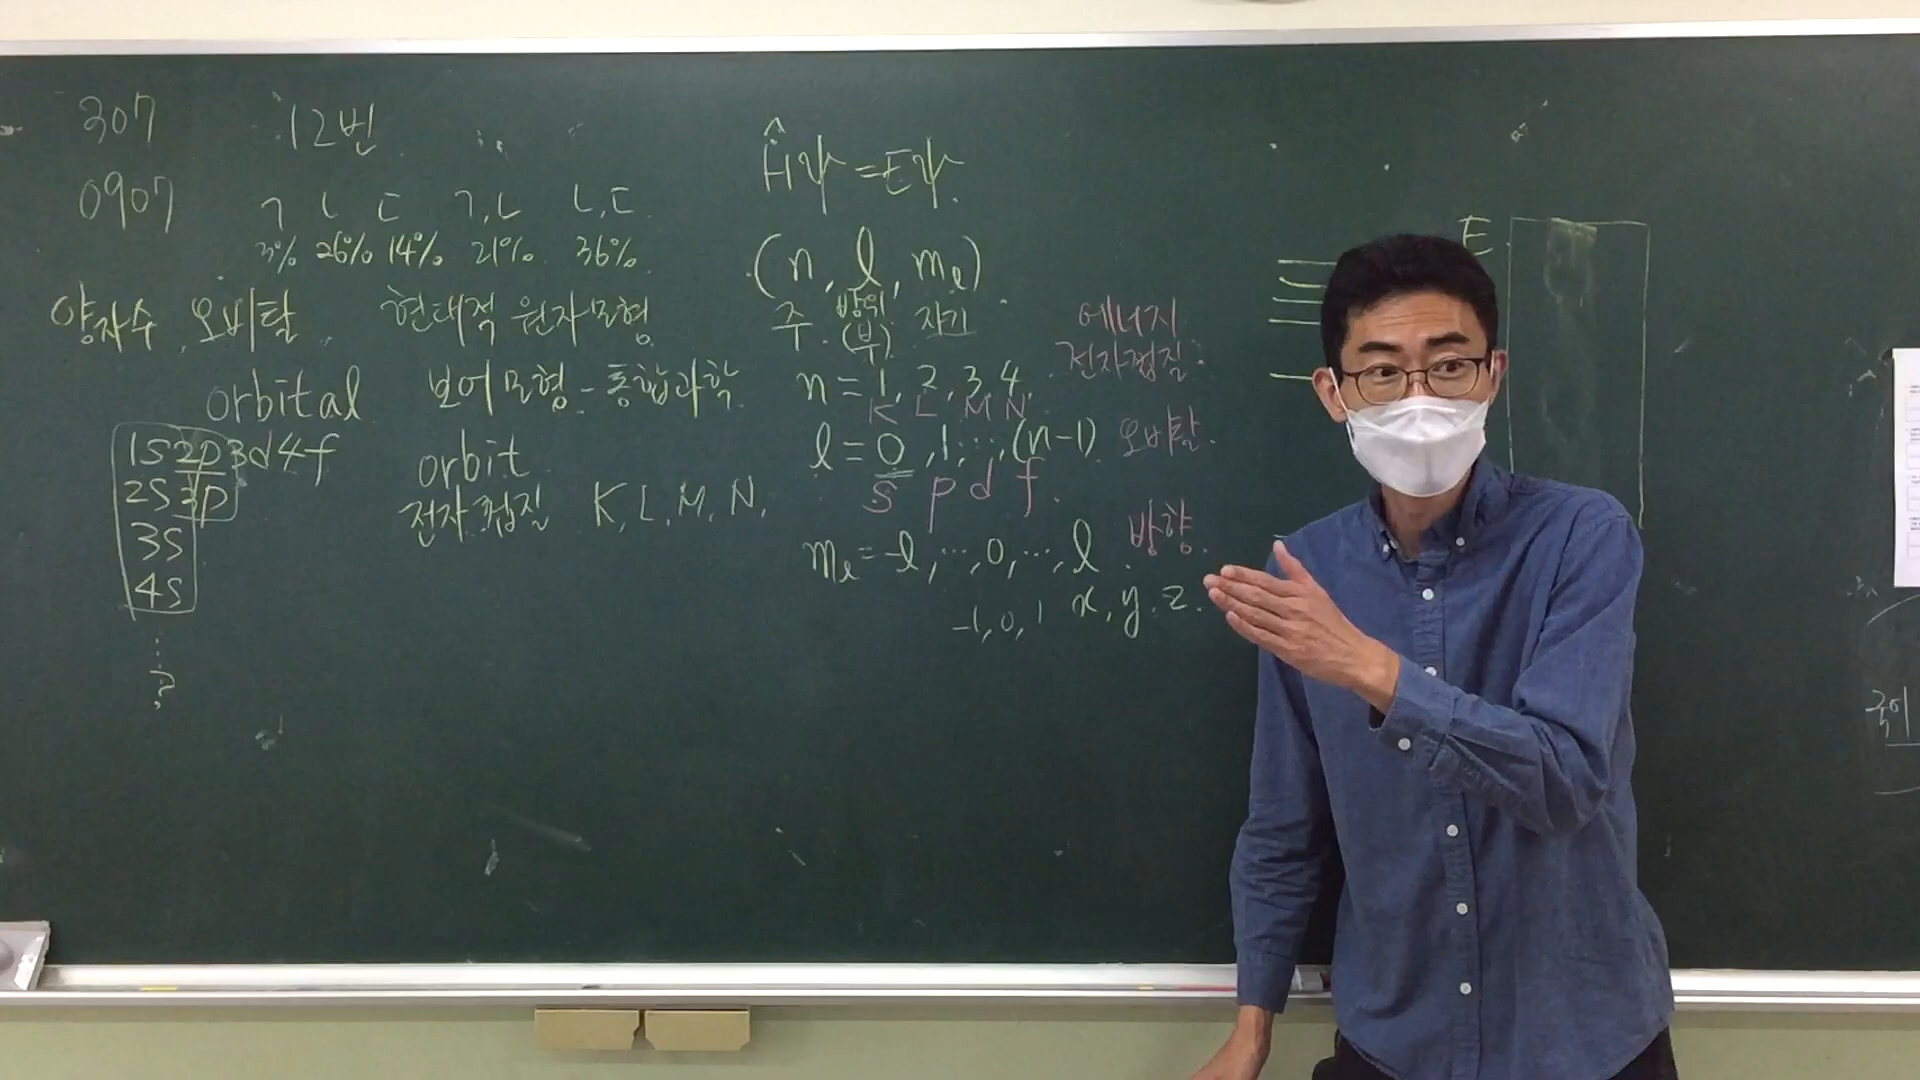 307 12번
0907 ㄱ ㄴ ㄷ ㄱ,ㄴ ㄴ,ㄷ
3% 26% 14% 21% 36%
양자수, 오비탈 현대적 원자모형
orbital 보어모형 - 통합과학
1s 2p 3d 4f orbit
2s 3p 전자껍질 K, L, M, N,
3s
4s
⋮
?
Ĥψ = Eψ.
(n, l, mₗ)
주 방위 자기
(부)
에너지
n = 1, 2, 3, 4, 전자껍질
K L M N
l = 0, 1, ⋯, (n-1) 오비탈
s p d f
mₗ = -l, ⋯, 0, ⋯, l 방향
-1, 0, 1 x, y, z
E